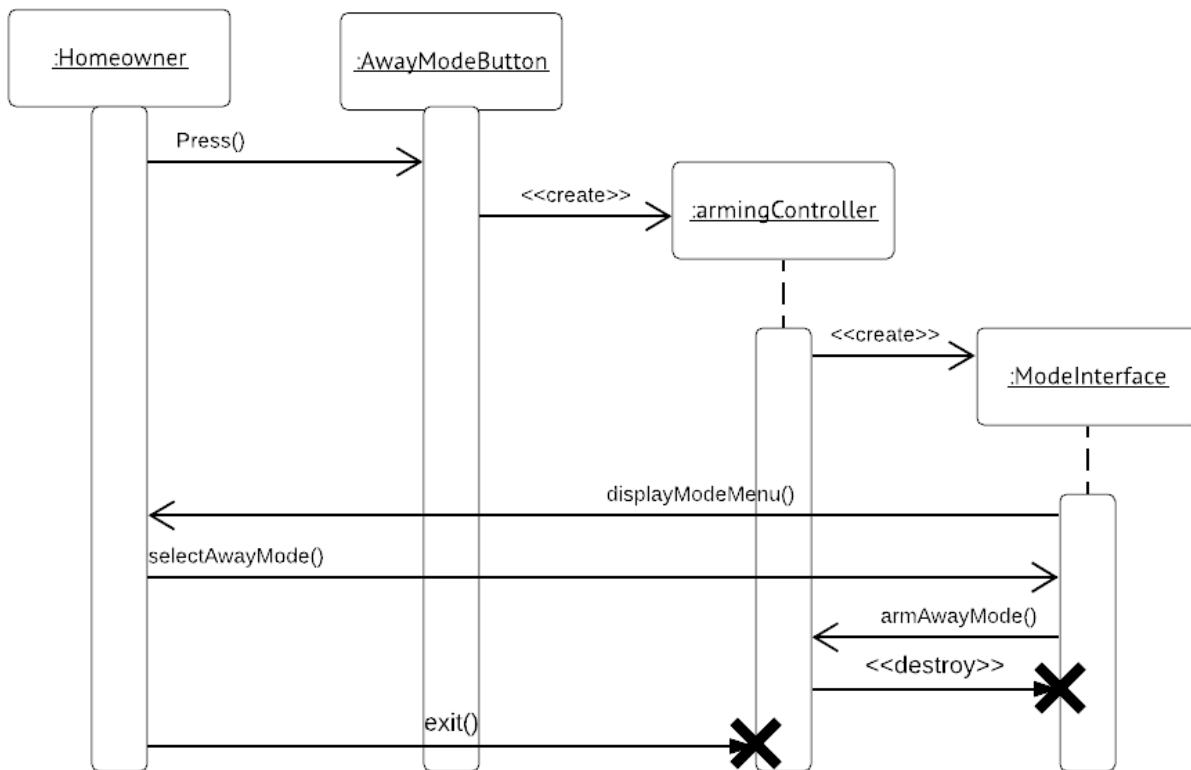 :Homeowner
:AwayModeButton
Press()
<<create>>
:armingController
<<create>>
:ModeInterface
displayModeMenu()
selectAwayMode()
armAwayMode()
<<destroy>>
exit()